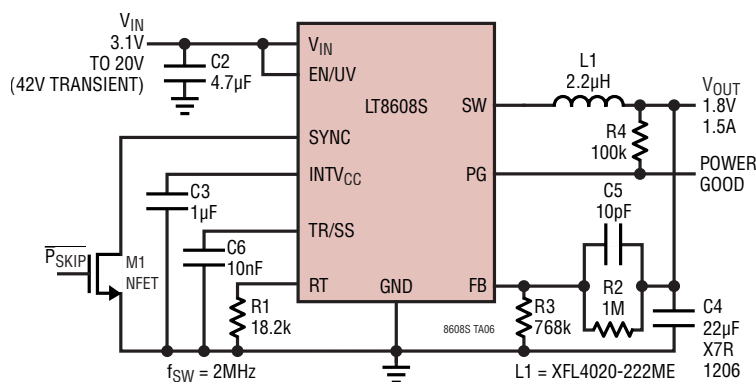 VIN
3.1V
TO 20V
(42V TRANSIENT)
C2
4.7µF
VIN
EN/UV
LT8608S
SW
L1
2.2µH
VOUT
1.8V
1.5A
R4
100k
POWER
GOOD
SYNC
INTVCC
PG
C3
1µF
C5
10pF
TR/SS
C6
10nF
PSKIP
M1
NFET
RT
GND
FB
R1
18.2k
R2
1M
R3
768k
C4
22µF
X7R
1206
8608S TA06
fSW = 2MHz
L1 = XFL4020-222ME